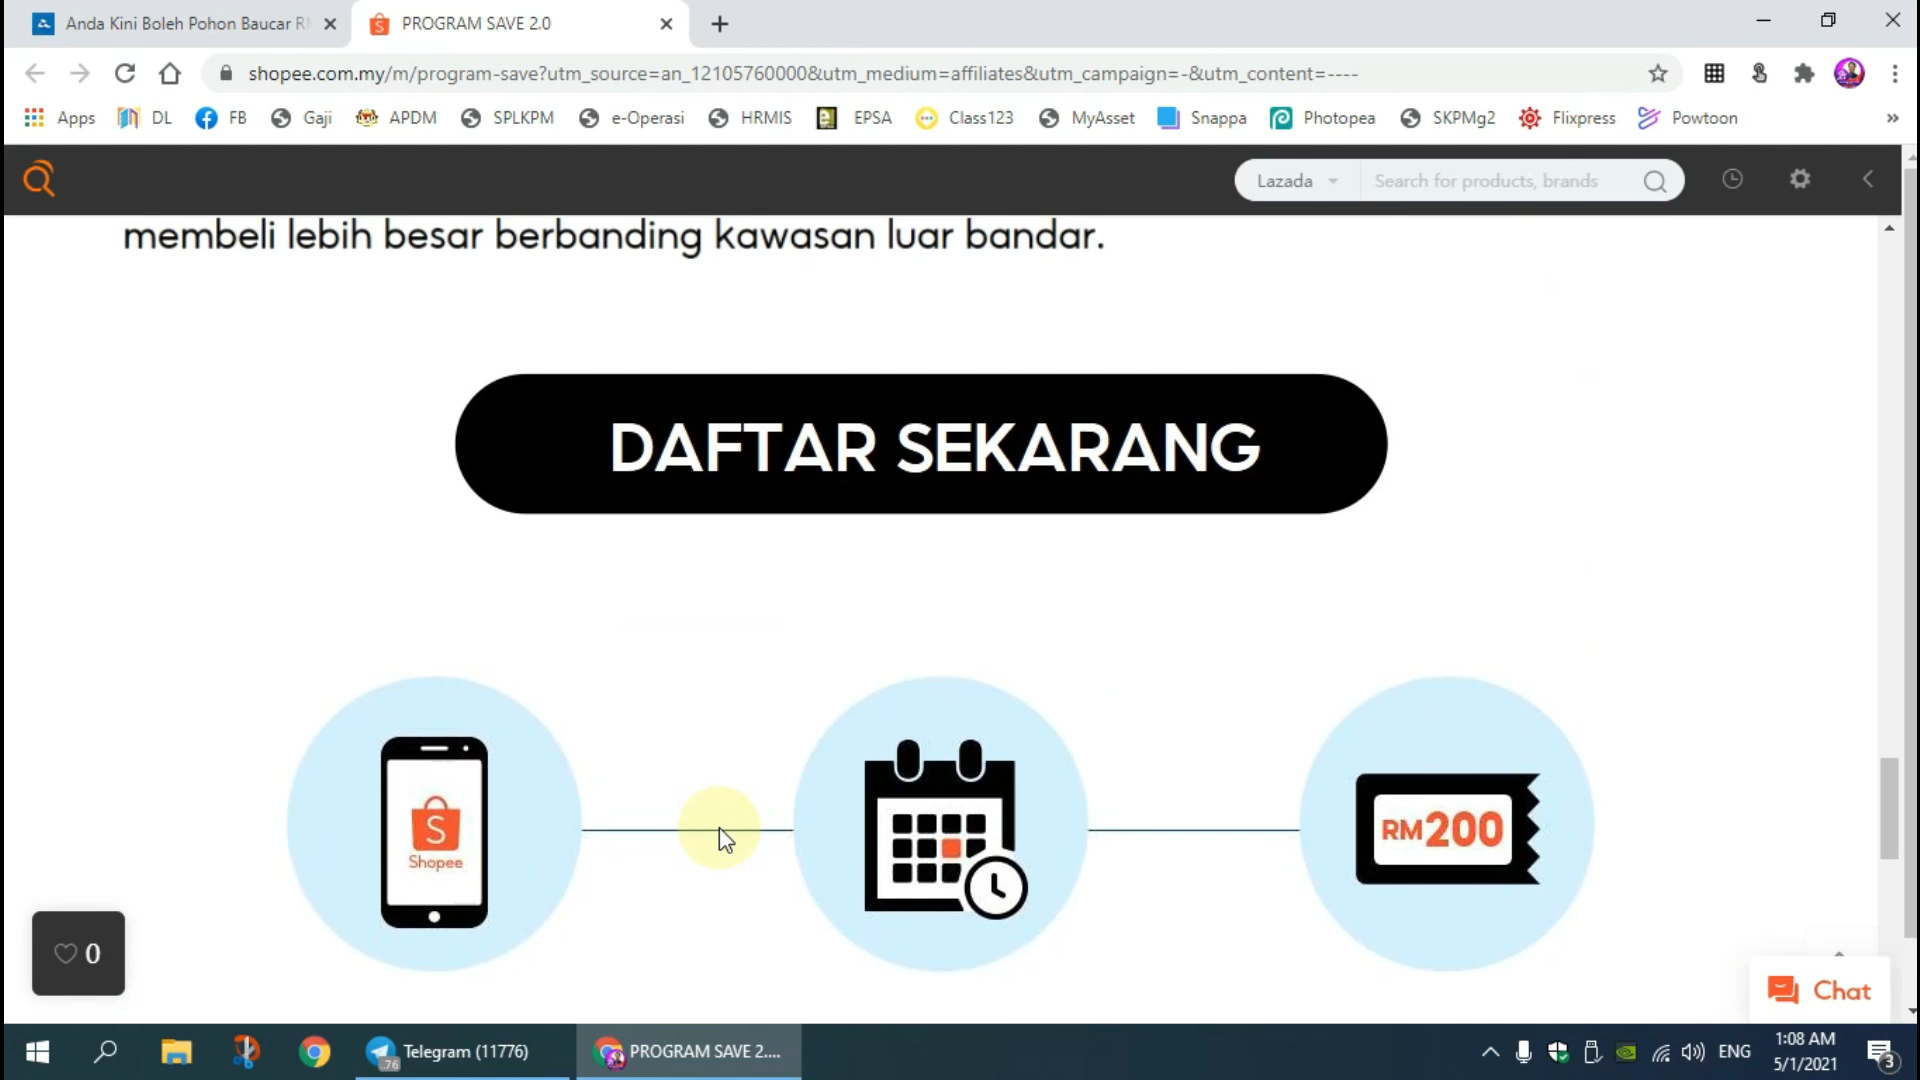 Anda Kini Boleh Pohon Baucar
PROGRAM SAVE 2.0
shopee.com.my/m/program-save?utm_source=an_12105760000&utm_medium=affiliates&utm_campaign=-&utm_content=----
Apps DL FB Gaji APDM SPLKPM e-Operasi HRMIS EPSA Class123 MyAsset Snappa Photopea SKPMg2 Flixpress Powtoon »
Lazada Search for products, brands
membeli lebih besar berbanding kawasan luar bandar.
DAFTAR SEKARANG
S
Shopee
RM200
0
Chat
Telegram (11776)
76
PROGRAM SAVE 2....
ENG
1:08 AM
5/1/2021
3